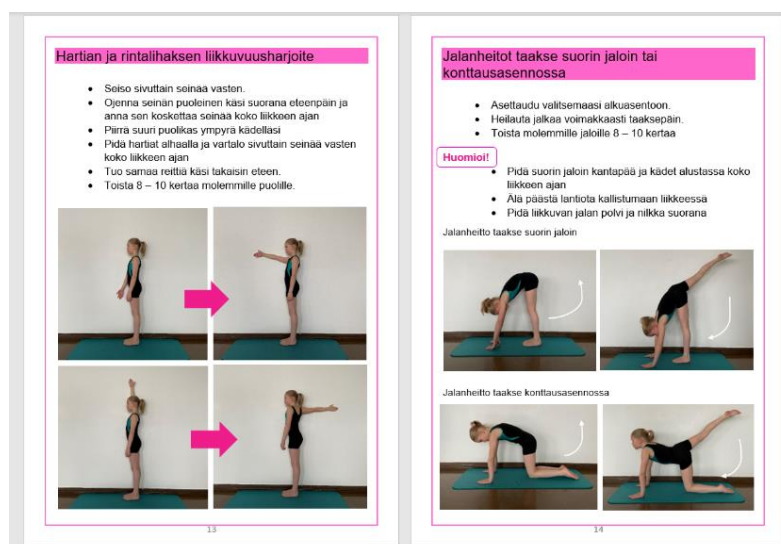 Hartian ja rintalihaksen liikkuvuusharjoite
• Seiso sivuttain seinää vasten.
• Ojenna seinän puoleinen käsi suorana eteenpäin ja
anna sen koskettaa seinää koko liikkeen ajan
• Piirrä suuri puolikas ympyrä kädelläsi
• Pidä hartiat alhaalla ja vartalo sivuttain seinää vasten
koko liikkeen ajan
• Tuo samaa reittiä käsi takaisin eteen.
• Toista 8 – 10 kertaa molemmille puolille.
13
Jalanheitot taakse suorin jaloin tai
konttausasennossa
• Asettaudu valitsemaasi alkuasentoon.
• Heilauta jalkaa voimakkaasti taaksepäin.
• Toista molemmille jaloille 8 – 10 kertaa
Huomioi!
• Pidä suorin jaloin kantapää ja kädet alustassa koko
liikkeen ajan
• Älä päästä lantiota kallistumaan liikkeessä
• Pidä liikkuvan jalan polvi ja nilkka suorana
Jalanheitto taakse suorin jaloin
Jalanheitto taakse konttausasennossa
14